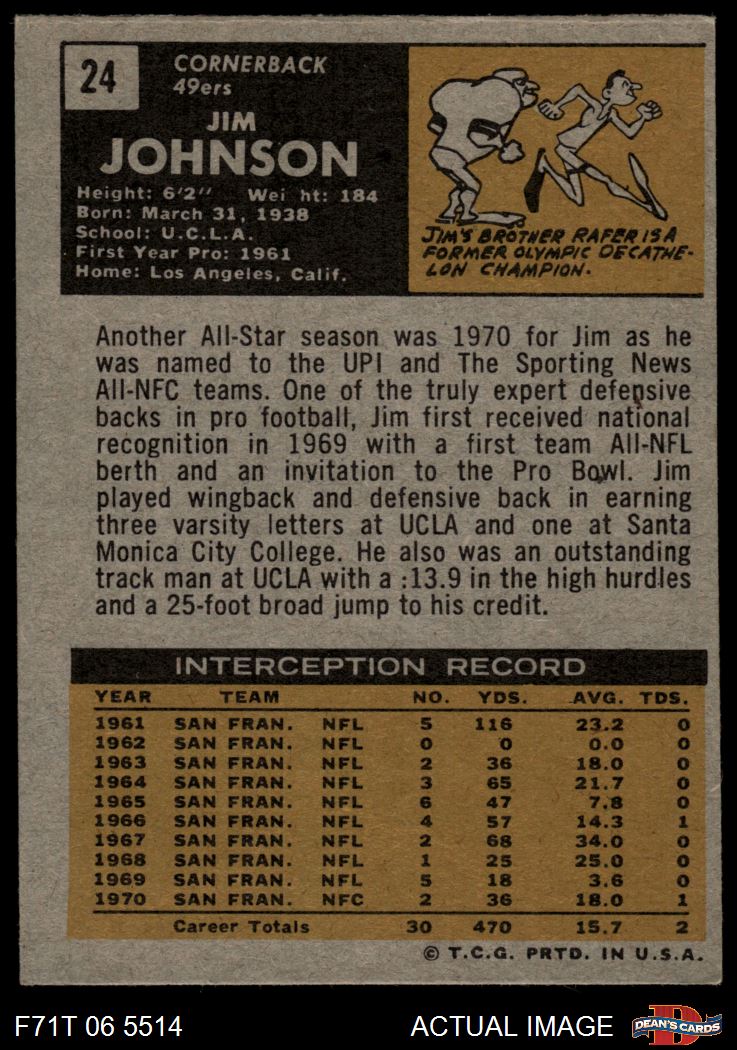 24
CORNERBACK
49ers
JIM
JOHNSON
Height: 6'2" Wei ht: 184
Born: March 31, 1938
School: U.C.L.A.
First Year Pro: 1961
Home: Los Angeles, Calif.
JIM'S BROTHER RAFER IS A
FORMER OLYMPIC DECATHE-
LON CHAMPION.
Another All-Star season was 1970 for Jim as he
was named to the UPI and The Sporting News
All-NFC teams. One of the truly expert defensive
backs in pro football, Jim first received national
recognition in 1969 with a first team All-NFL
berth and an invitation to the Pro Bowl. Jim
played wingback and defensive back in earning
three varsity letters at UCLA and one at Santa
Monica City College. He also was an outstanding
track man at UCLA with a :13.9 in the high hurdles
and a 25-foot broad jump to his credit.
INTERCEPTION RECORD
YEAR TEAM NO. YDS. AVG. TDS.
1961 SAN FRAN. NFL 5 116 23.2 0
1962 SAN FRAN. NFL 0 0 0.0 0
1963 SAN FRAN. NFL 2 36 18.0 0
1964 SAN FRAN. NFL 3 65 21.7 0
1965 SAN FRAN. NFL 6 47 7.8 0
1966 SAN FRAN. NFL 4 57 14.3 1
1967 SAN FRAN. NFL 2 68 34.0 0
1968 SAN FRAN. NFL 1 25 25.0 0
1969 SAN FRAN. NFL 5 18 3.6 0
1970 SAN FRAN. NFC 2 36 18.0 1
Career Totals 30 470 15.7 2
© T.C.G. PRTD. IN U.S.A.
F71T 06 5514 ACTUAL IMAGE
D
DEAN'S CARDS